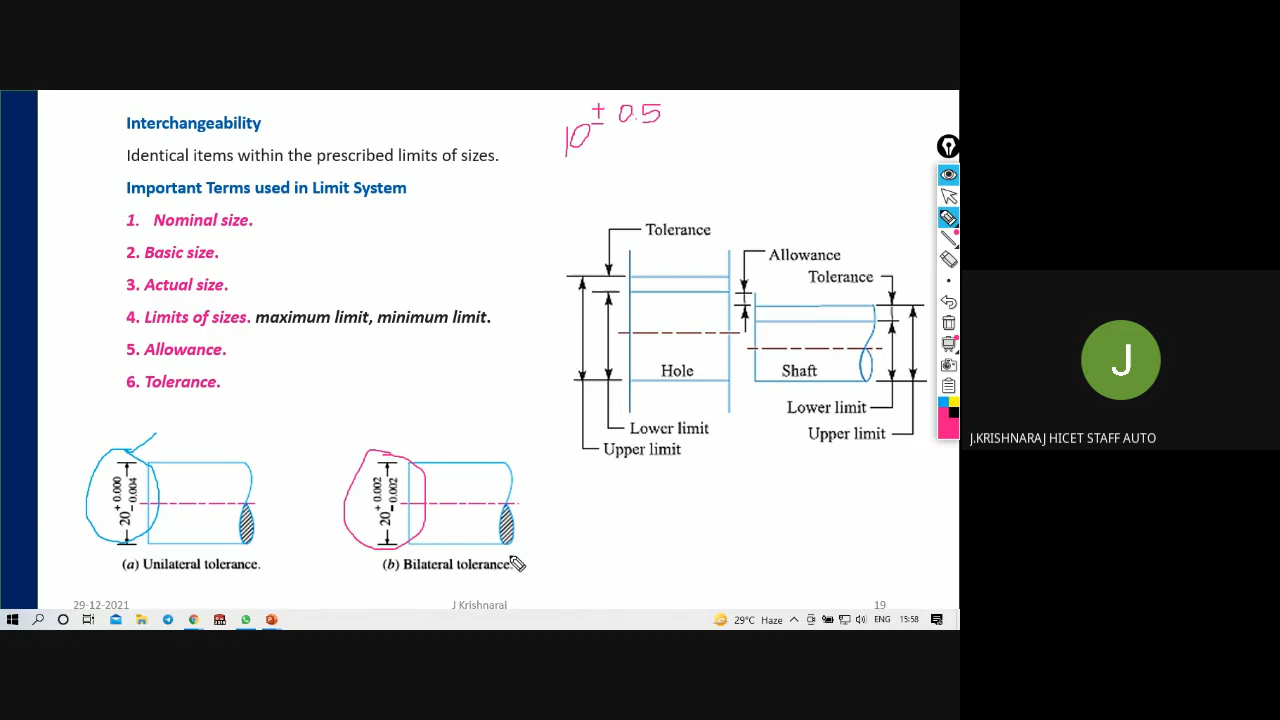 Interchangeability
10 ± 0.5
Identical items within the prescribed limits of sizes.
Important Terms used in Limit System
1. Nominal size.
2. Basic size.
3. Actual size.
4. Limits of sizes. maximum limit, minimum limit.
5. Allowance.
6. Tolerance.
Tolerance
Allowance
Tolerance
Hole
Shaft
Lower limit
Upper limit
Lower limit
Upper limit
20 +0.000 -0.004
(a) Unilateral tolerance.
20 +0.002 -0.002
(b) Bilateral tolerance.
29-12-2021
J Krishnaraj
19
29°C Haze
ENG
15:58
J
J.KRISHNARAJ HICET STAFF AUTO